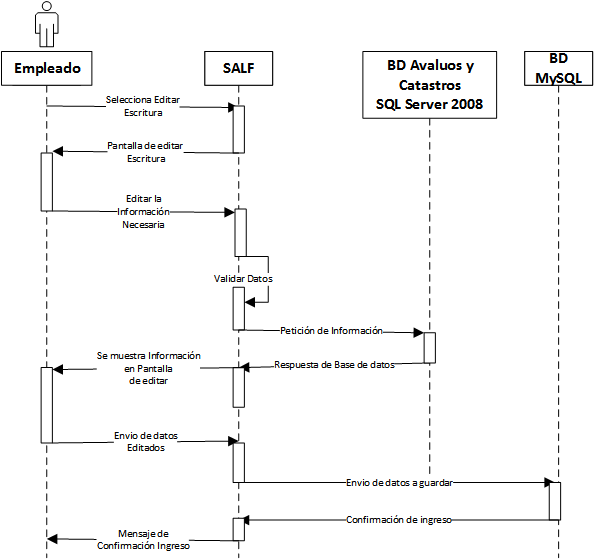 Empleado
SALF
BD Avaluos y
Catastros
SQL Server 2008
BD
MySQL
Selecciona Editar
Escritura
Pantalla de editar
Escritura
Editar la
Información
Necesaria
Validar Datos
Petición de Información
Respuesta de Base de datos
Se muestra Información
en Pantalla
de editar
Envio de datos
Editados
Envio de datos a guardar
Confirmación de ingreso
Mensaje de
Confirmación Ingreso